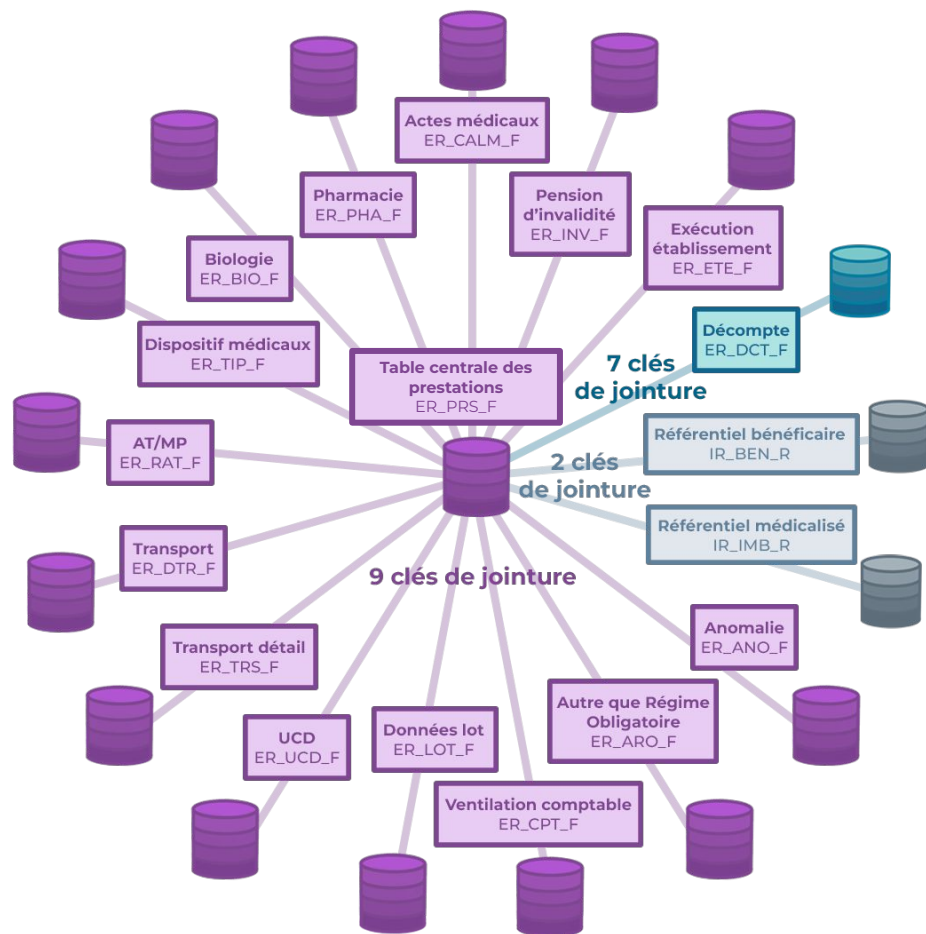 Actes médicaux
ER_CALM_F
Pharmacie
ER_PHA_F
Pension
d'invalidité
ER_INV_F
Exécution
établissement
ER_ETE_F
Biologie
ER_BIO_F
Dispositif médicaux
ER_TIP_F
Décompte
ER_DCT_F
Table centrale des
prestations
ER_PRS_F
7 clés
de jointure
AT/MP
ER_RAT_F
Référentiel bénéficaire
IR_BEN_R
2 clés
de jointure
Référentiel médicalisé
IR_IMB_R
Transport
ER_DTR_F
9 clés de jointure
Transport détail
ER_TRS_F
Anomalie
ER_ANO_F
Autre que Régime
Obligatoire
ER_ARO_F
UCD
ER_UCD_F
Données lot
ER_LOT_F
Ventilation comptable
ER_CPT_F